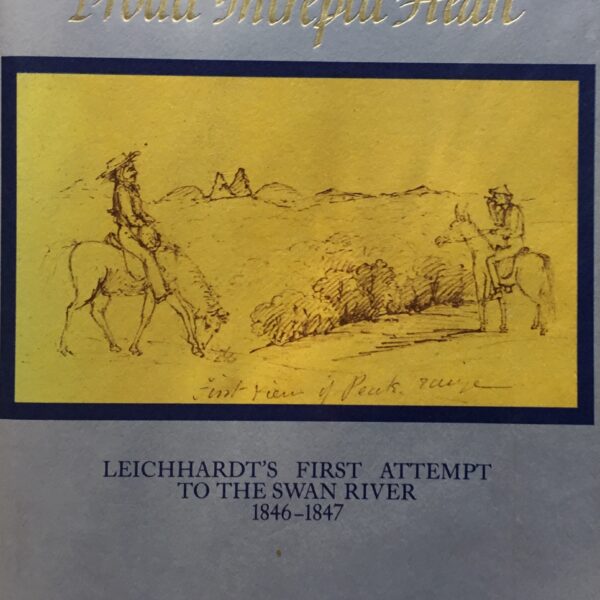 Proud Intrepid Heart
First view of Peak range
LEICHHARDT'S FIRST ATTEMPT
TO THE SWAN RIVER
1846–1847